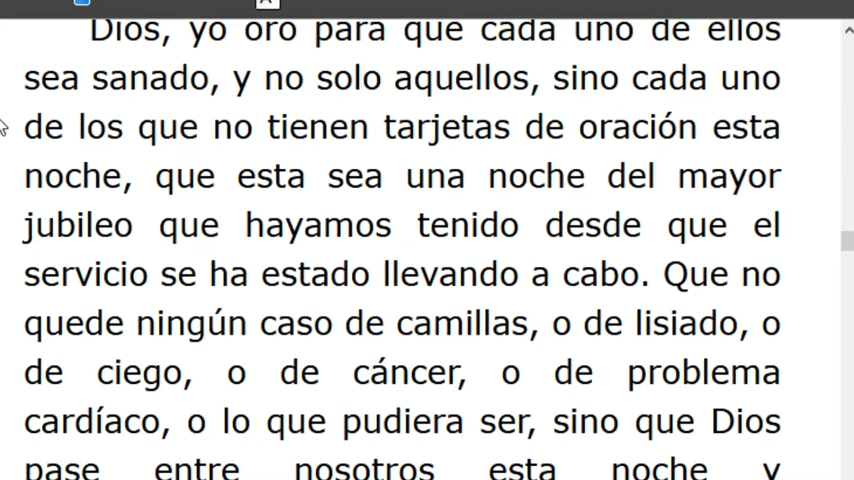 Dios, yo oro para que cada uno de ellos
sea sanado, y no solo aquellos, sino cada uno
de los que no tienen tarjetas de oración esta
noche, que esta sea una noche del mayor
jubileo que hayamos tenido desde que el
servicio se ha estado llevando a cabo. Que no
quede ningún caso de camillas, o de lisiado, o
de ciego, o de cáncer, o de problema
cardíaco, o lo que pudiera ser, sino que Dios
pase entre nosotros esta noche y